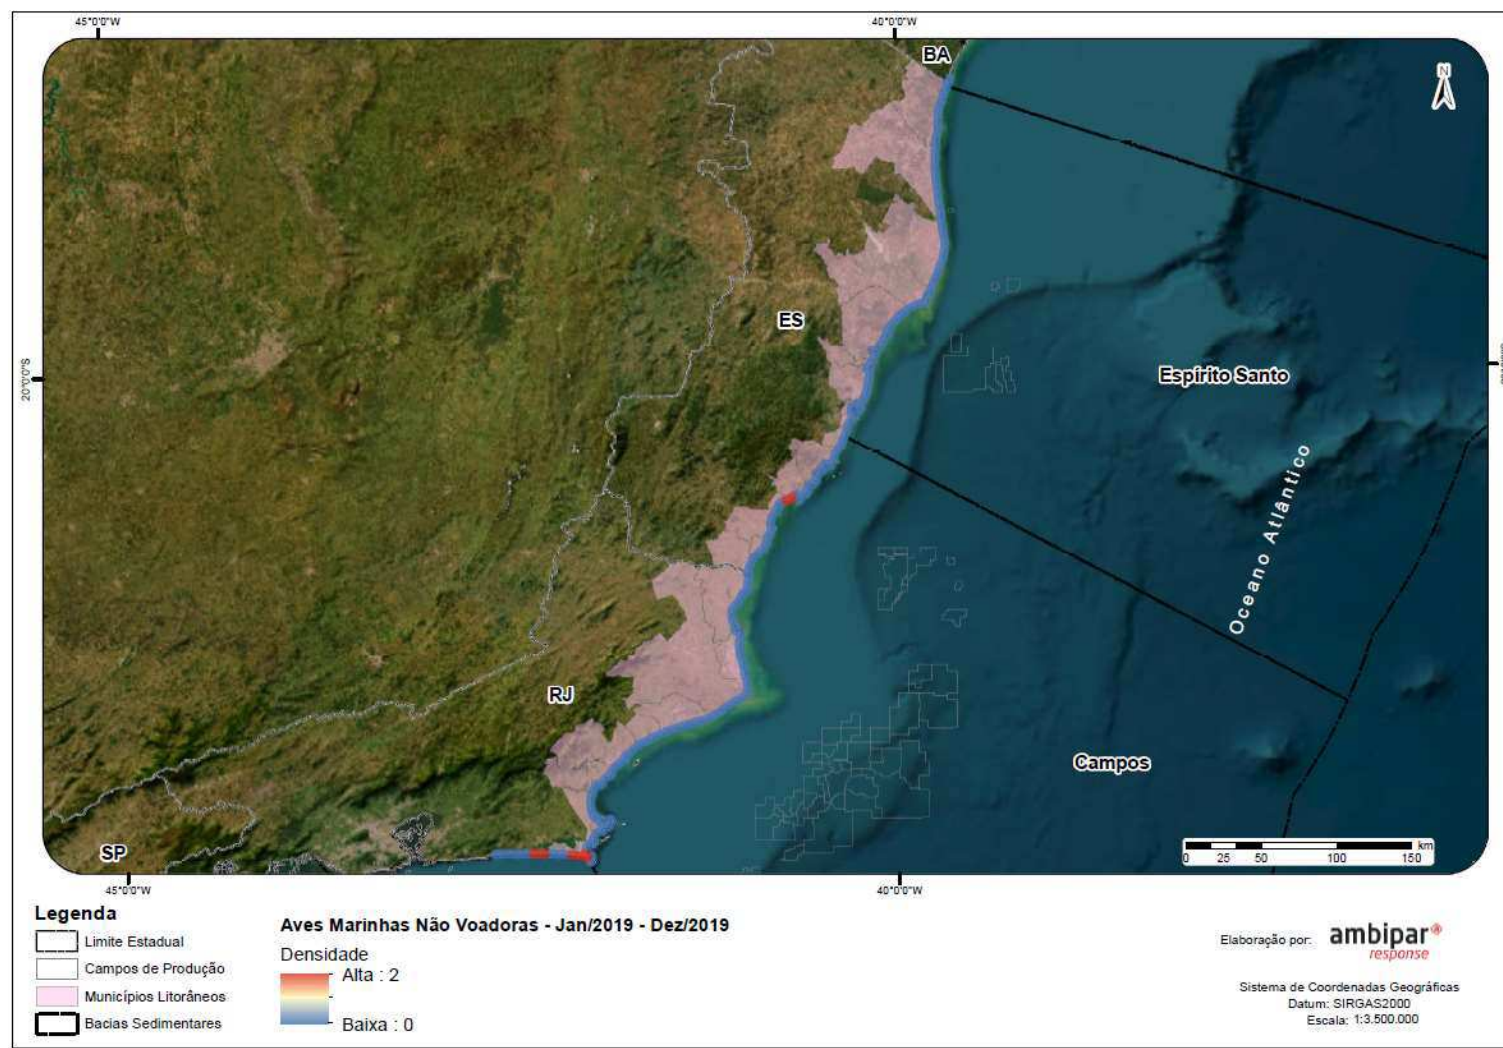 45°0'0"W
40°0'0"W
BA
N
ES
20°0'0"S
Espírito Santo
Oceano Atlântico
RJ
Campos
SP
km
0 25 50 100 150
45°0'0"W
40°0'0"W
Legenda
Limite Estadual
Campos de Produção
Municípios Litorâneos
Bacias Sedimentares
Aves Marinhas Não Voadoras - Jan/2019 - Dez/2019
Densidade
Alta : 2
Baixa : 0
Elaboração por:
ambipar®
response
Sistema de Coordenadas Geográficas
Datum: SIRGAS2000
Escala: 1:3.500.000